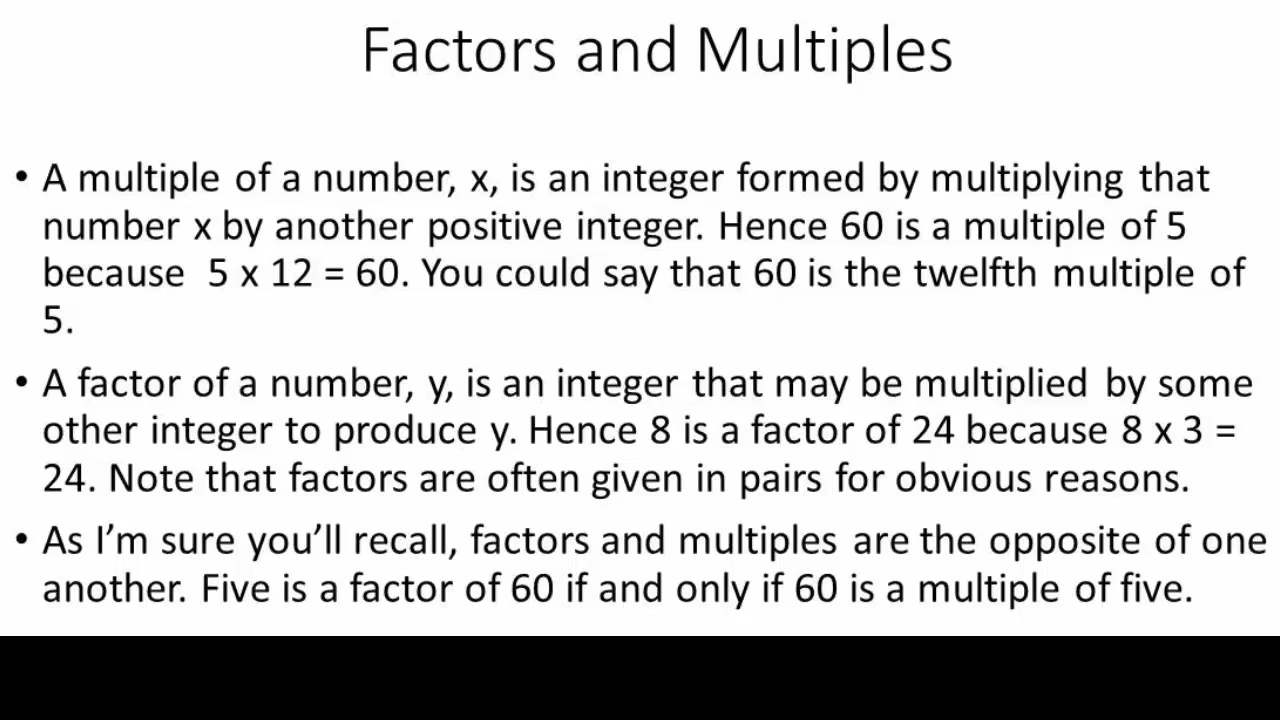 Factors and Multiples
• A multiple of a number, x, is an integer formed by multiplying that
number x by another positive integer. Hence 60 is a multiple of 5
because  5 x 12 = 60. You could say that 60 is the twelfth multiple of
5.
• A factor of a number, y, is an integer that may be multiplied by some
other integer to produce y. Hence 8 is a factor of 24 because 8 x 3 =
24. Note that factors are often given in pairs for obvious reasons.
• As I’m sure you’ll recall, factors and multiples are the opposite of one
another. Five is a factor of 60 if and only if 60 is a multiple of five.